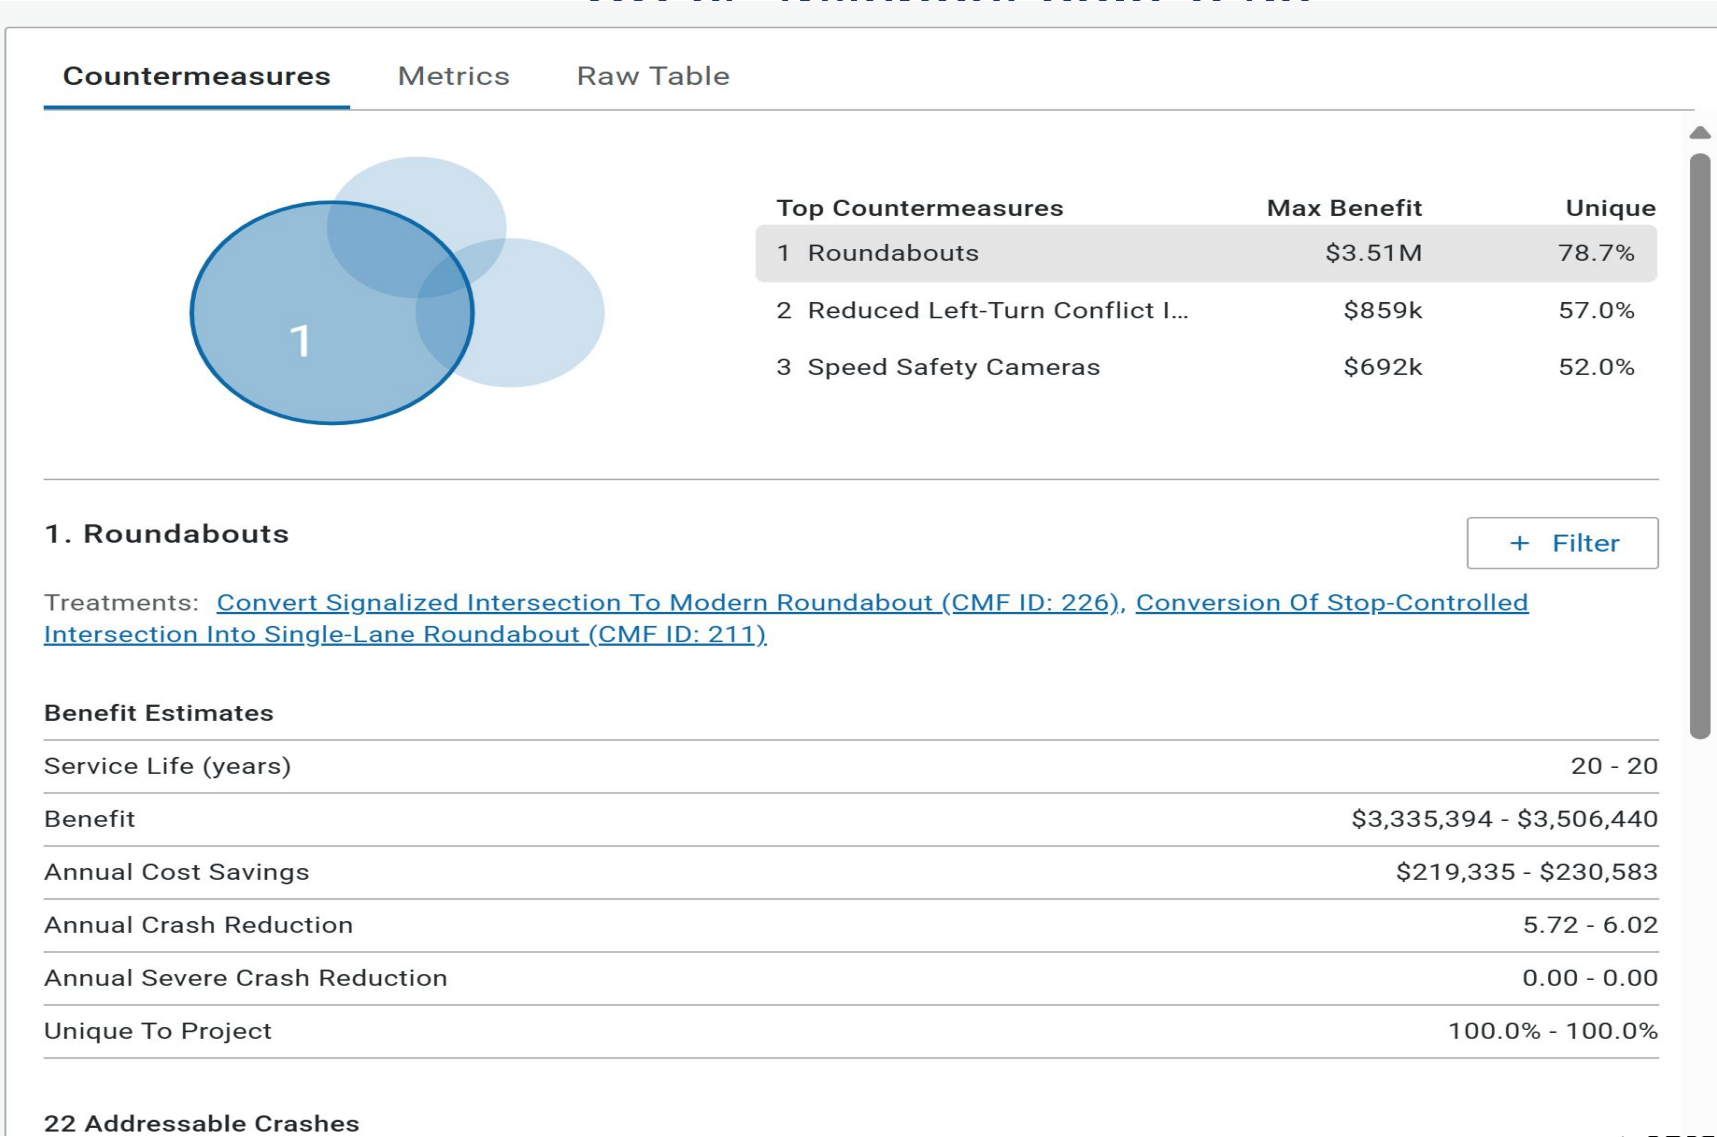 Countermeasures Metrics Raw Table
1
Top Countermeasures Max Benefit Unique
1 Roundabouts $3.51M 78.7%
2 Reduced Left-Turn Conflict I... $859k 57.0%
3 Speed Safety Cameras $692k 52.0%
1. Roundabouts
+ Filter
Treatments: Convert Signalized Intersection To Modern Roundabout (CMF ID: 226), Conversion Of Stop-Controlled
Intersection Into Single-Lane Roundabout (CMF ID: 211)
Benefit Estimates
Service Life (years) 20 - 20
Benefit $3,335,394 - $3,506,440
Annual Cost Savings $219,335 - $230,583
Annual Crash Reduction 5.72 - 6.02
Annual Severe Crash Reduction 0.00 - 0.00
Unique To Project 100.0% - 100.0%
22 Addressable Crashes